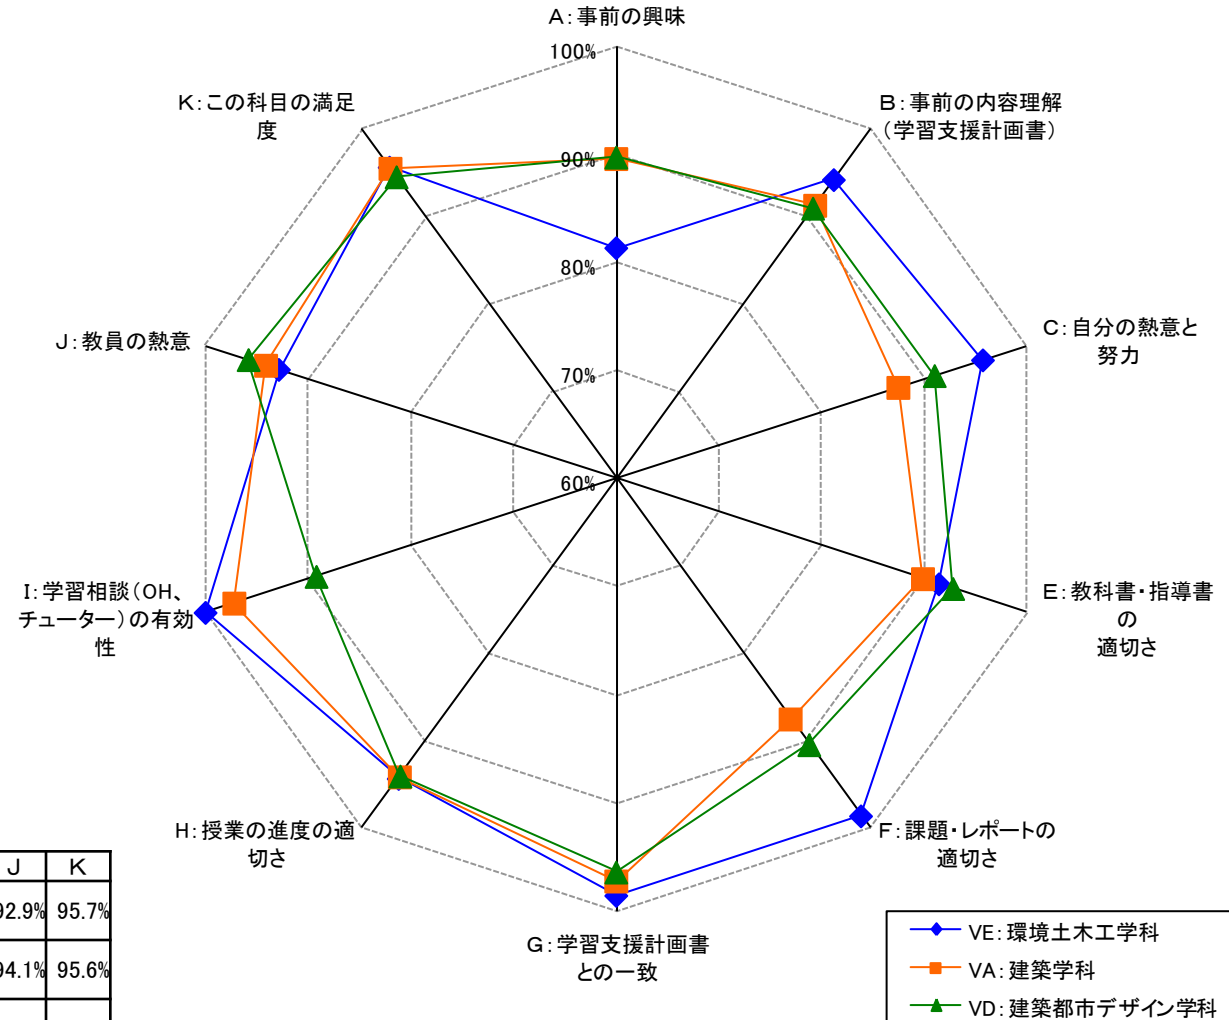 A：事前の興味
100%
K：この科目の満足
度
B：事前の内容理解
（学習支援計画書）
90%
80%
C：自分の熱意と
努力
J：教員の熱意
70%
60%
I：学習相談（OH、
チューター）の有効
性
E：教科書・指導書
の
適切さ
H：授業の進度の適
切さ
F：課題・レポートの
適切さ
G：学習支援計画書
との一致
J K
92.9% 95.7%
94.1% 95.6%
VE：環境土木工学科
VA：建築学科
VD：建築都市デザイン学科